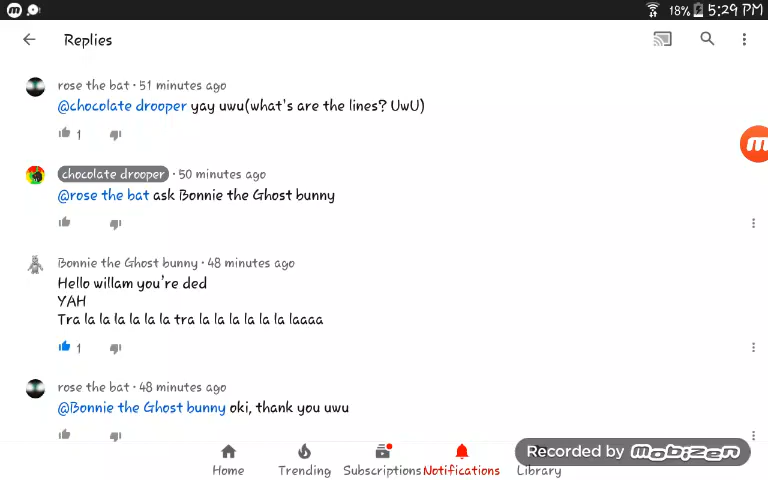 18% 5:29 PM
Replies
rose the bat · 51 minutes ago
@chocolate drooper yay uwu(what's are the lines? UwU)
1
chocolate drooper · 50 minutes ago
@rose the bat ask Bonnie the Ghost bunny
Bonnie the Ghost bunny · 48 minutes ago
Hello willam you're ded
YAH
Tra la la la la la la tra la la la la la la laaaa
1
rose the bat · 48 minutes ago
@Bonnie the Ghost bunny oki, thank you uwu
Recorded by mobizen
Home Trending Subscriptions Notifications Library